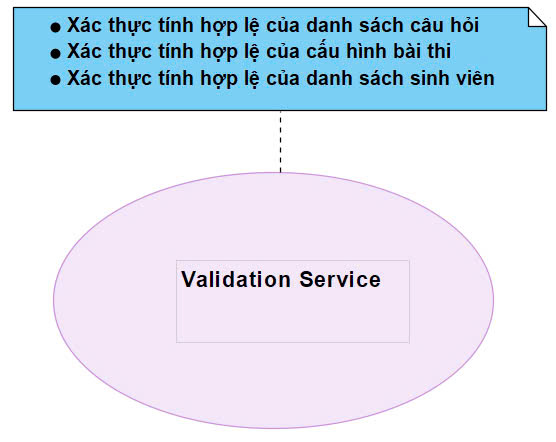 ● Xác thực tính hợp lệ của danh sách câu hỏi
● Xác thực tính hợp lệ của cấu hình bài thi
● Xác thực tính hợp lệ của danh sách sinh viên
Validation Service